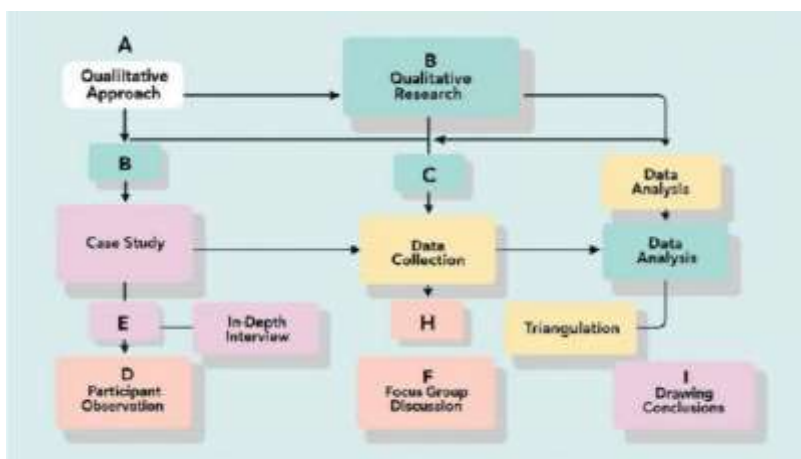 A
Qualiitative
Approach
B
Qualitative
Research
B
C
Data
Analysis
Case Study
Data
Collection
Data
Analysis
E
In-Depth
Interview
H
Triangulation
D
Participant
Observation
F
Focus Group
Discussion
I
Drawing
Conclusions